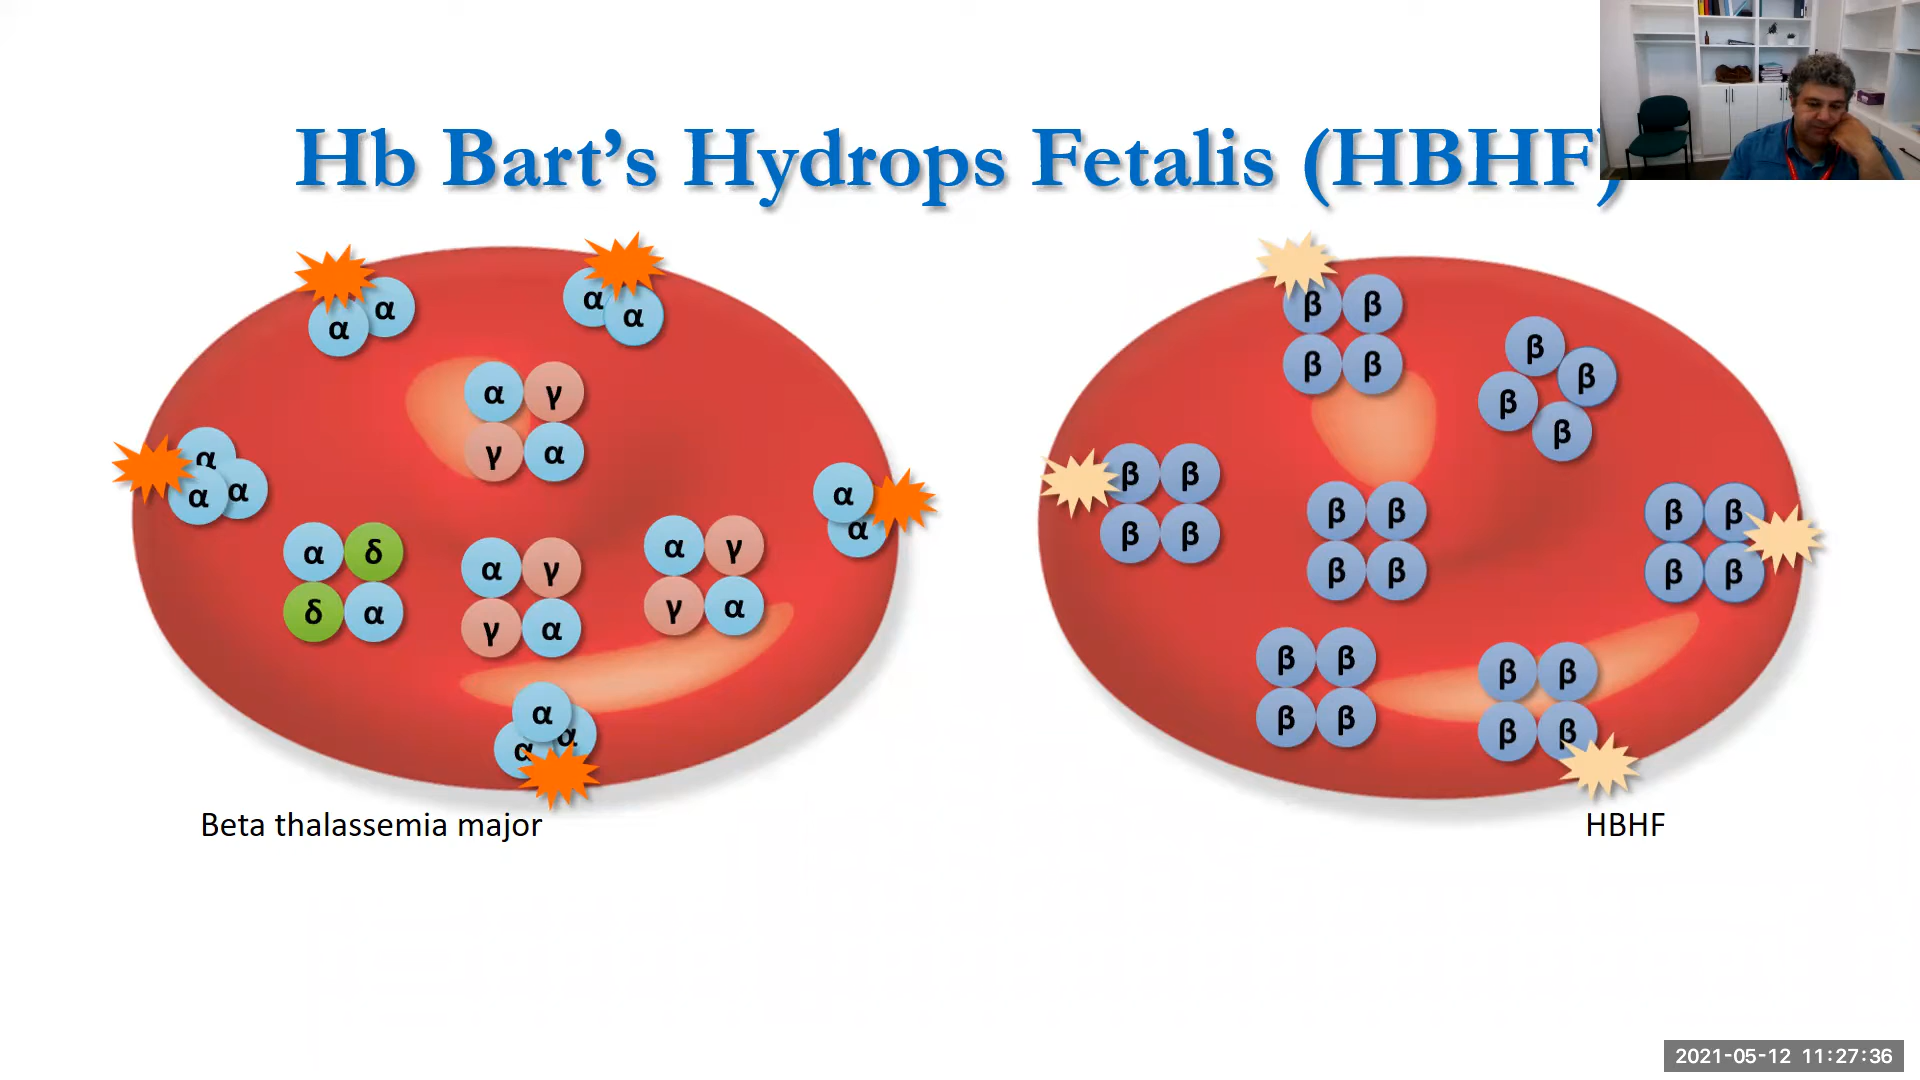 Hb Bart’s Hydrops Fetalis (HBHF)
α α
α α
α γ
γ α
α
α α
α
α
α δ
δ α
α γ
γ α
α γ
γ α
α
α α
β β
β β
β
β
β
β
β β
β β
β β
β β
β β
β β
β β
β β
β β
β β
Beta thalassemia major
HBHF
2021-05-12 11:27:36